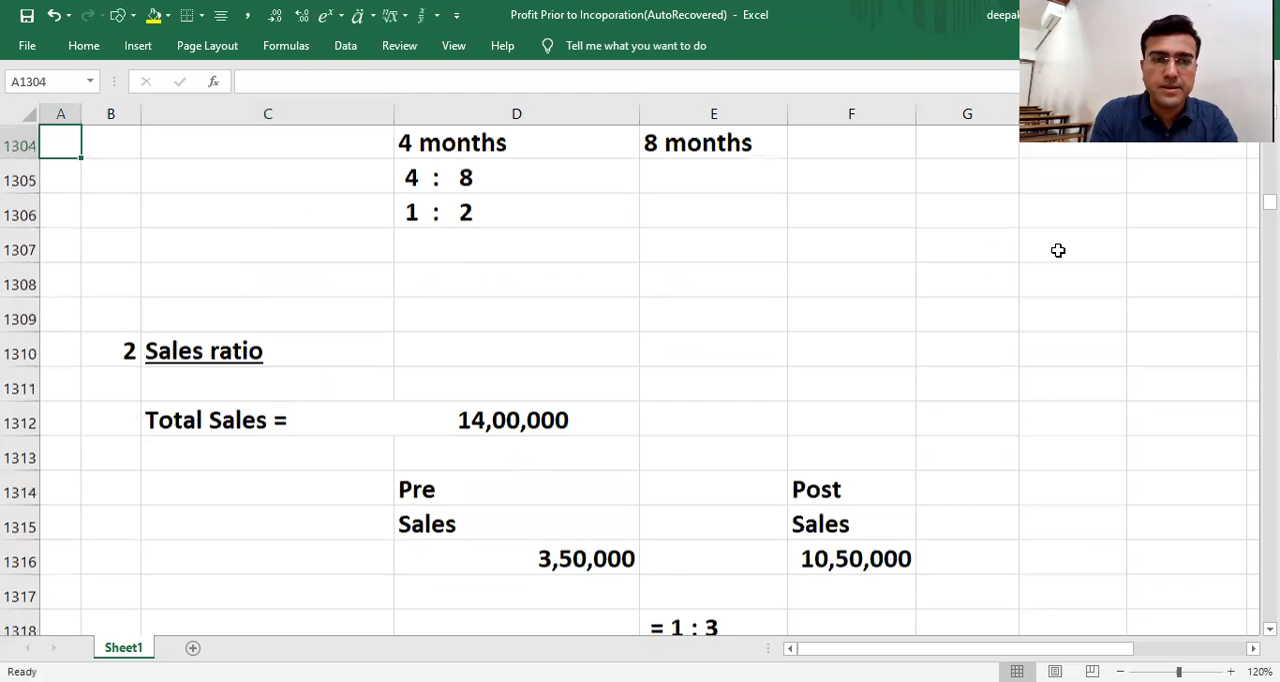 Profit Prior to Incoporation(AutoRecovered) - Excel
deepak
File Home Insert Page Layout Formulas Data Review View Help Tell me what you want to do
A1304 fx
A B C D E F G
1304 4 months 8 months
1305 4 : 8
1306 1 : 2
1307
1308
1309
1310 2 Sales ratio
1311
1312 Total Sales = 14,00,000
1313
1314 Pre Post
1315 Sales Sales
1316 3,50,000 10,50,000
1317
1318 = 1 : 3
Sheet1
Ready 120%